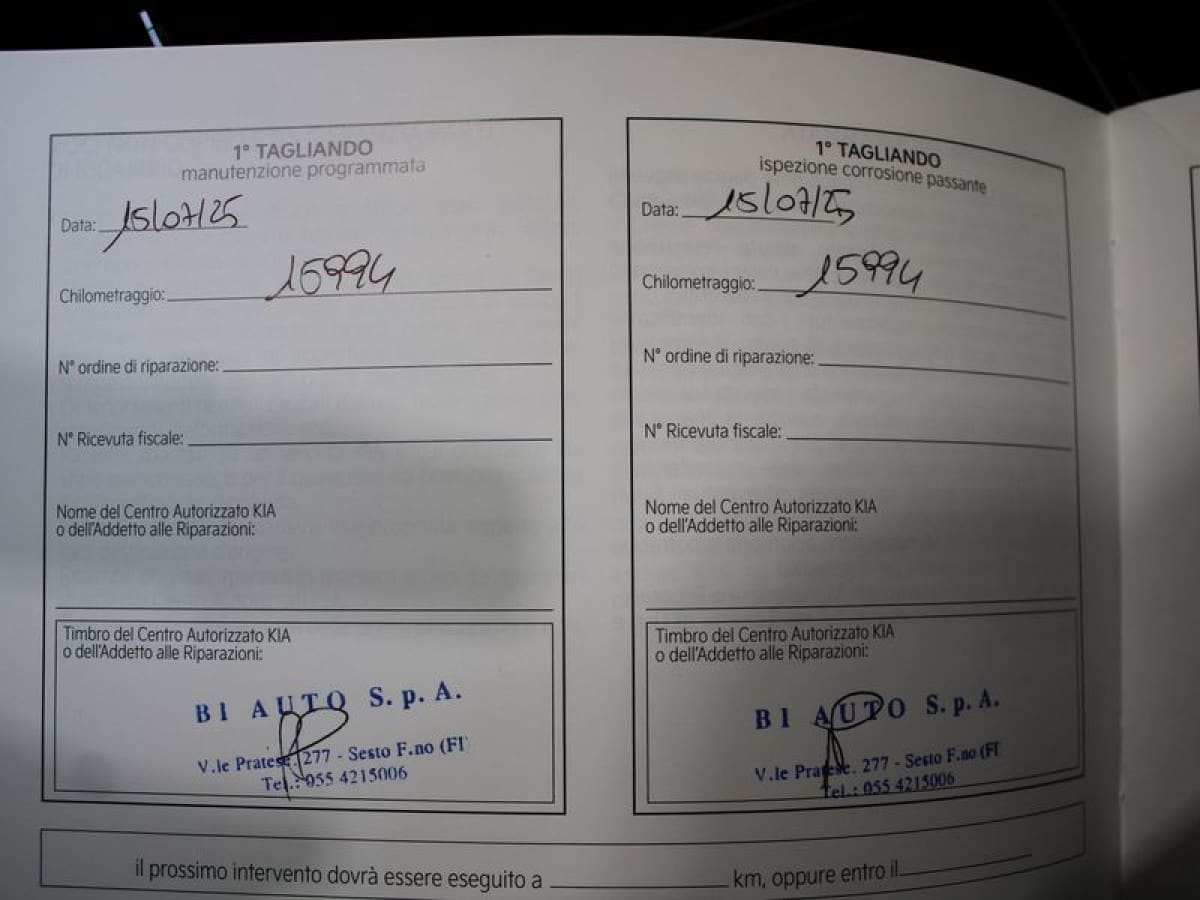 1° TAGLIANDO
manutenzione programmata
Data: 15/07/25
Chilometraggio: 15994
N° ordine di riparazione:
N° Ricevuta fiscale:
Nome del Centro Autorizzato KIA
o dell'Addetto alle Riparazioni:
Timbro del Centro Autorizzato KIA
o dell'Addetto alle Riparazioni:
BI AUTO S.p.A.
V.le Pratese. 277 - Sesto F.no (FI
Tel.: 055 4215006
1° TAGLIANDO
ispezione corrosione passante
Data: 15/07/25
Chilometraggio: 15994
N° ordine di riparazione:
N° Ricevuta fiscale:
Nome del Centro Autorizzato KIA
o dell'Addetto alle Riparazioni:
Timbro del Centro Autorizzato KIA
o dell'Addetto alle Riparazioni:
BI AUTO S.p.A.
V.le Pratese. 277 - Sesto F.no (FI
Tel.: 055 4215006
il prossimo intervento dovrà essere eseguito a km, oppure entro il